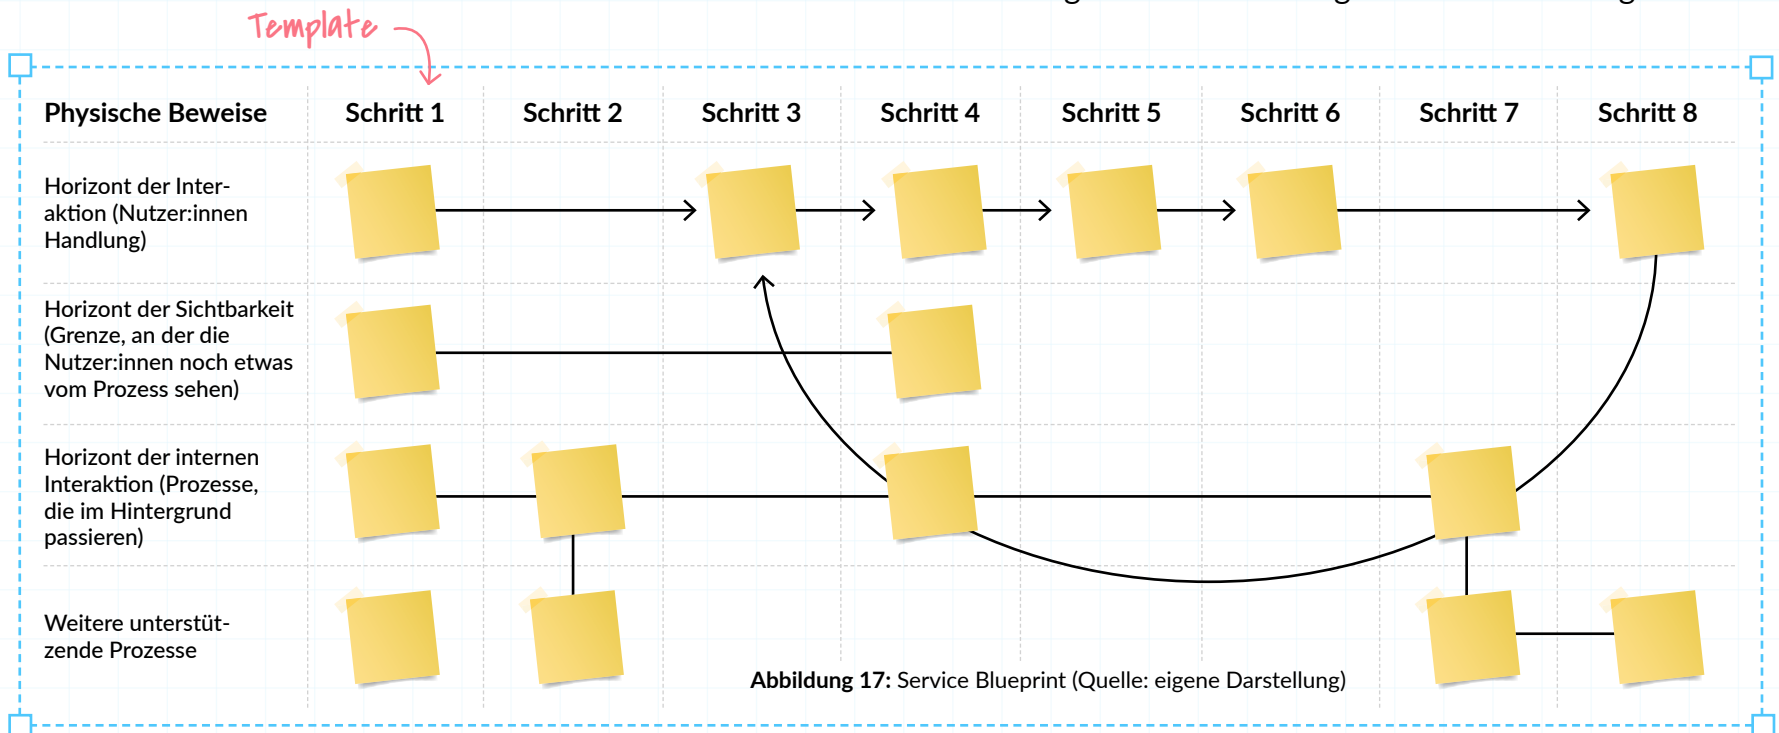 Template
Physische Beweise
Schritt 1
Schritt 2
Schritt 3
Schritt 4
Schritt 5
Schritt 6
Schritt 7
Schritt 8
Horizont der Inter-
aktion (Nutzer:innen
Handlung)
Horizont der Sichtbarkeit
(Grenze, an der die
Nutzer:innen noch etwas
vom Prozess sehen)
Horizont der internen
Interaktion (Prozesse,
die im Hintergrund
passieren)
Weitere unterstüt-
zende Prozesse
Abbildung 17: Service Blueprint (Quelle: eigene Darstellung)